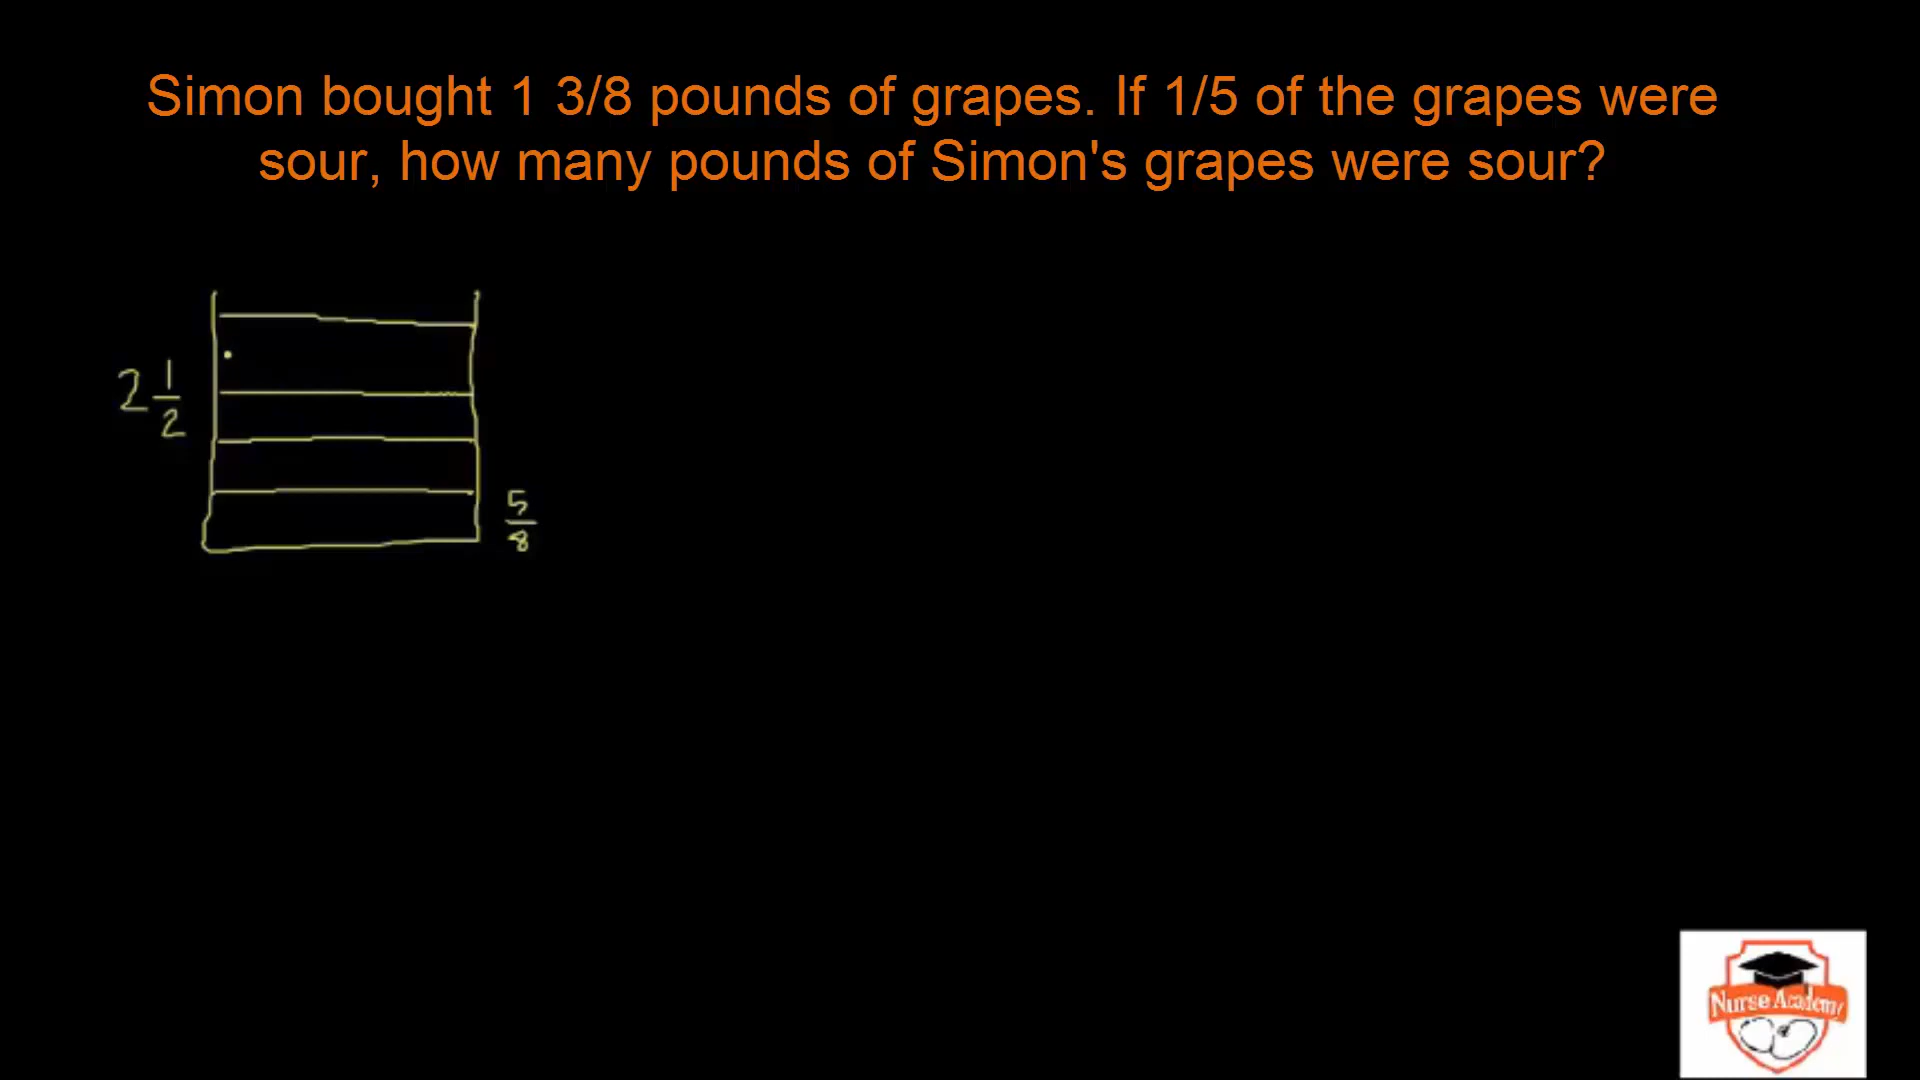 Simon bought 1 3/8 pounds of grapes. If 1/5 of the grapes were
sour, how many pounds of Simon's grapes were sour?
2 1/2
5/8
Nurse Academy